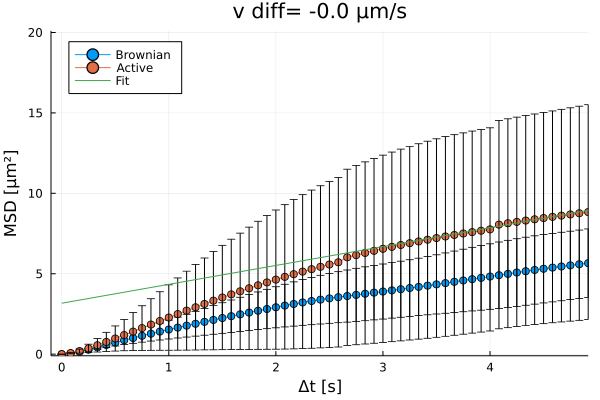 v diff= -0.0 μm/s
20
15
10
5
0
MSD [μm²]
Brownian
Active
Fit
0 1 2 3 4
Δt [s]